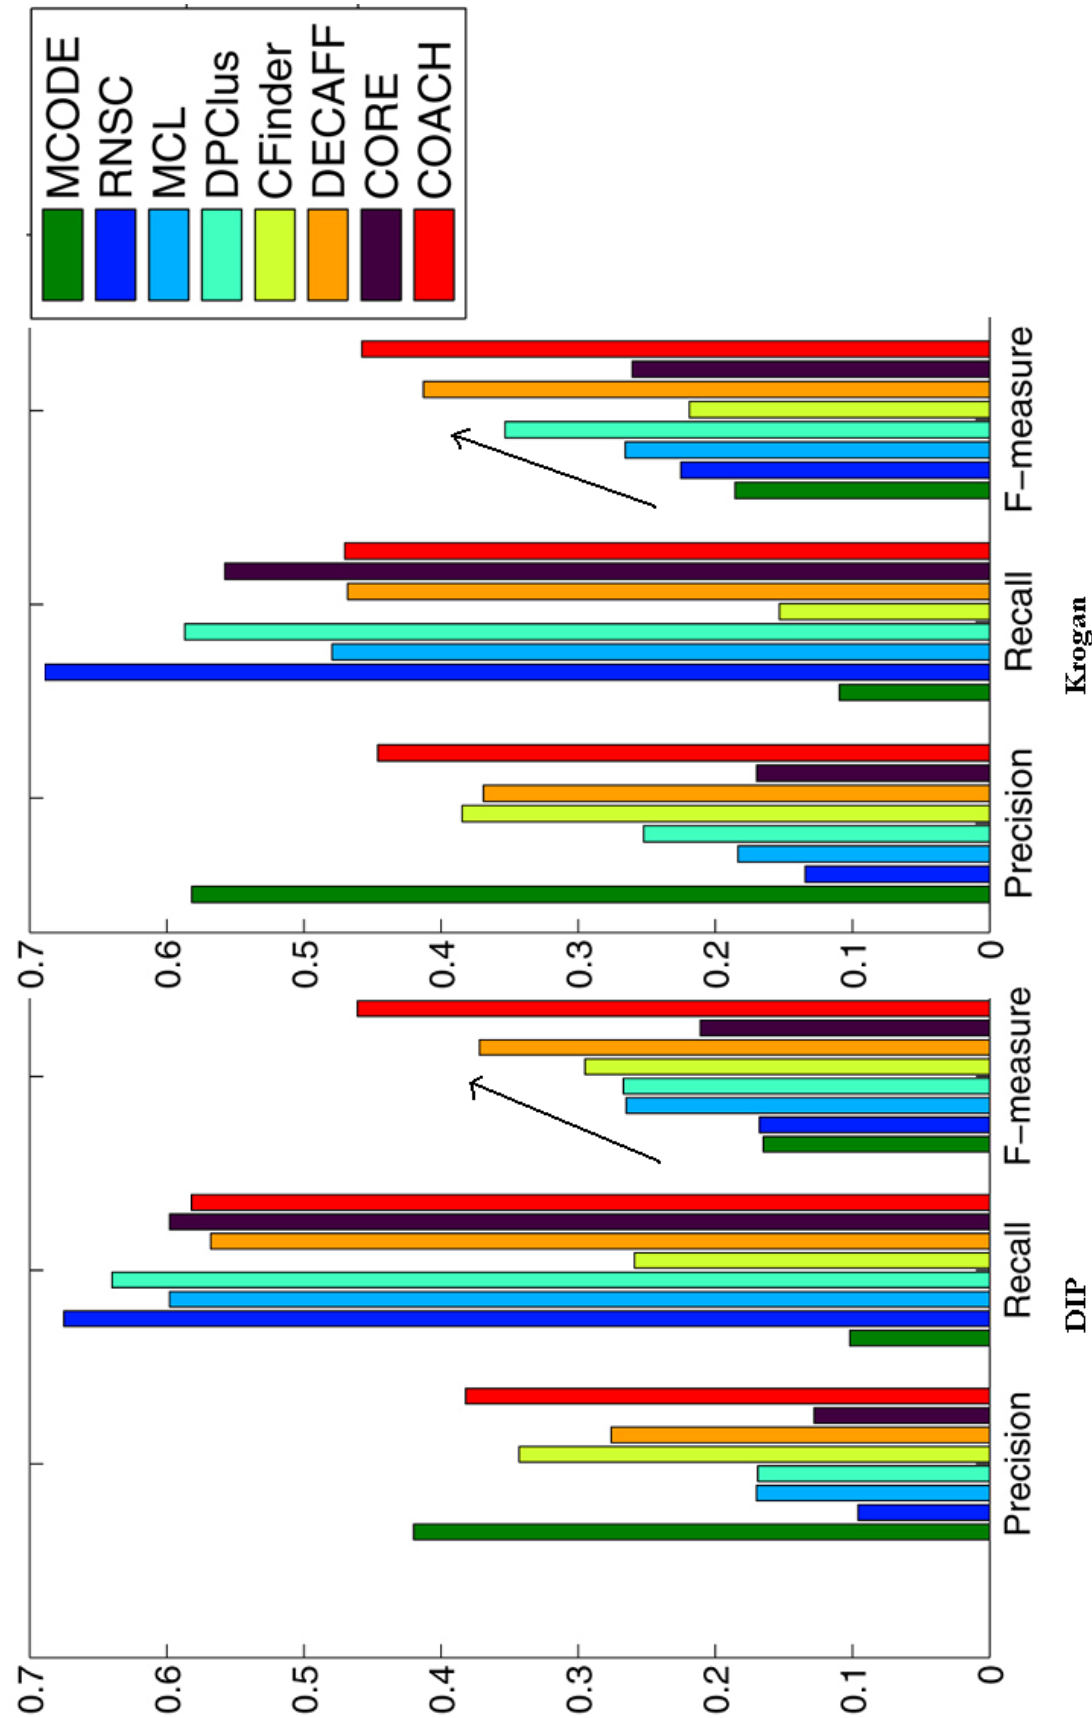 MCODE
RNSC
MCL
DPClus
CFinder
DECAFF
CORE
COACH
0.7
0.6
0.5
0.4
0.3
0.2
0.1
0
Precision
Recall
F-measure
DIP
0.7
0.6
0.5
0.4
0.3
0.2
0.1
0
Precision
Recall
F-measure
Krogan